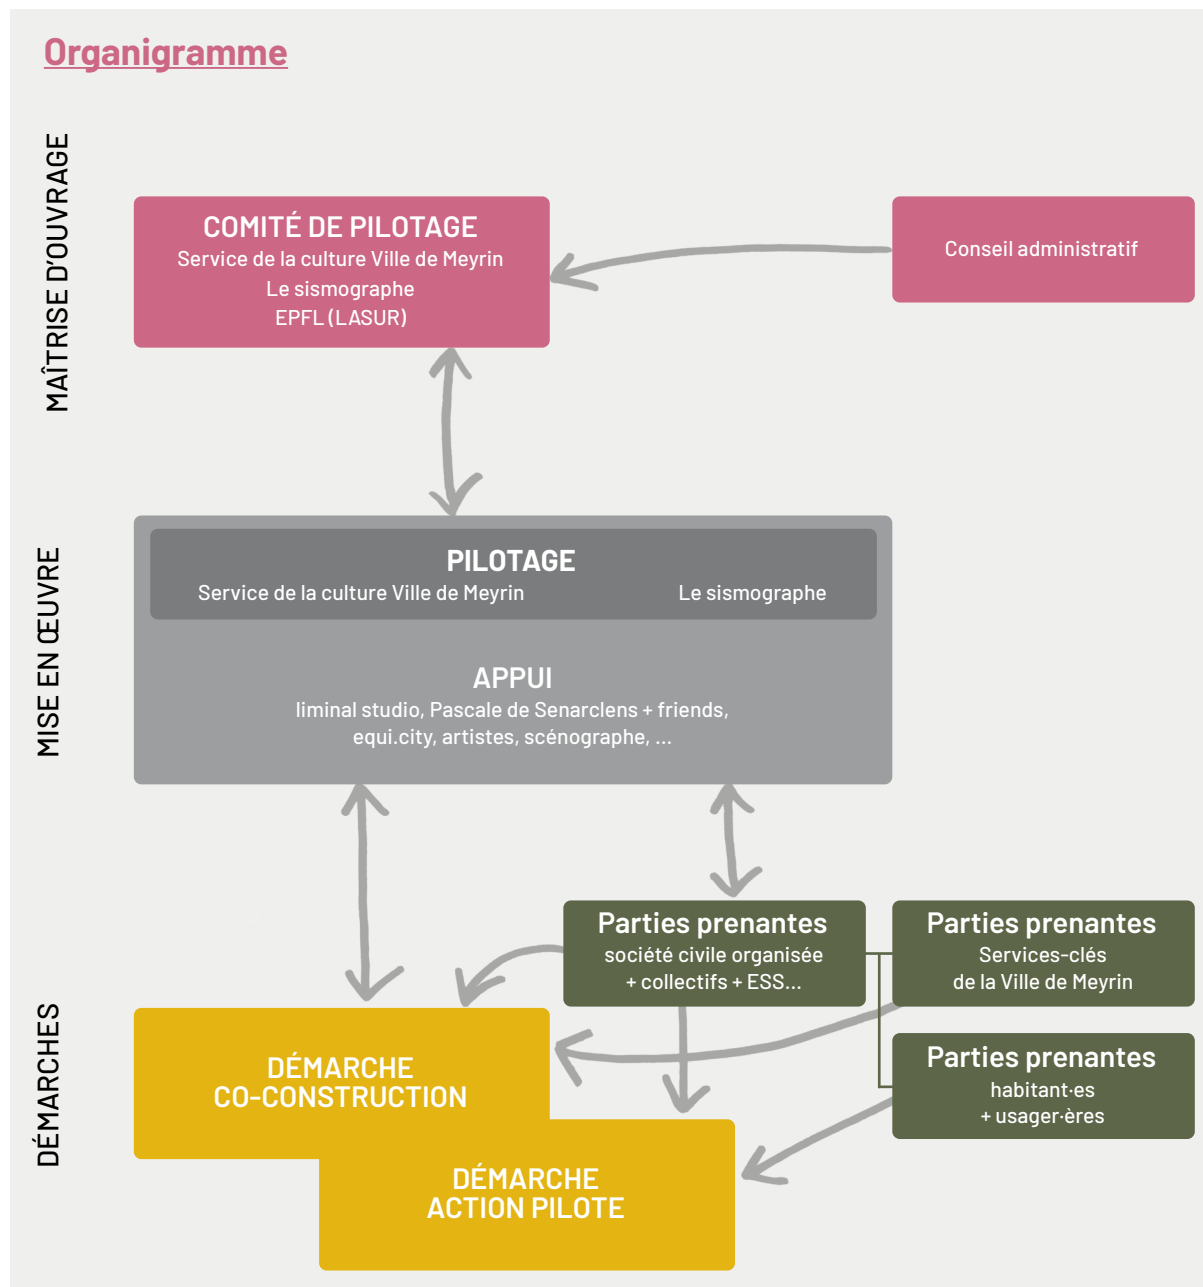 Organigramme
MAÎTRISE D'OUVRAGE
COMITÉ DE PILOTAGE
Service de la culture Ville de Meyrin
Le sismographe
EPFL (LASUR)
Conseil administratif
MISE EN ŒUVRE
PILOTAGE
Service de la culture Ville de Meyrin
Le sismographe
APPUI
liminal studio, Pascale de Senarclens + friends,
equi.city, artistes, scénographe, ...
DÉMARCHES
Parties prenantes
société civile organisée
+ collectifs + ESS...
Parties prenantes
Services-clés
de la Ville de Meyrin
Parties prenantes
habitant·es
+ usager·ères
DÉMARCHE
CO-CONSTRUCTION
DÉMARCHE
ACTION PILOTE